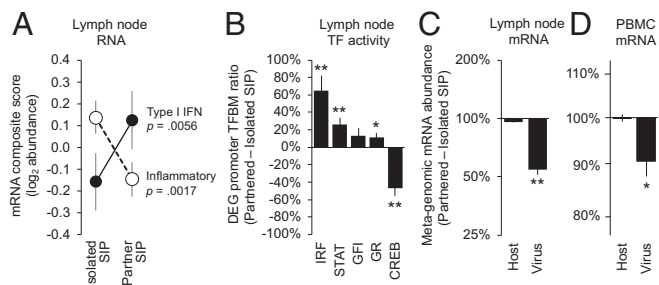 A
Lymph node
RNA
mRNA composite score
(log2 abundance)
0.4
0.3
0.2
0.1
0.0
-0.1
-0.2
-0.3
-0.4
Type I IFN
p = .0056
Inflammatory
p = .0017
solated
SIP
Partner
SIP
B
Lymph node
TF activity
DEG promoter TFBM ratio
(Partnered – Isolated SIP)
100%
80%
60%
40%
20%
0%
-20%
-40%
-60%
-80%
-100%
**
**
*
**
IRF
STAT
GFI
GR
CREB
C
Lymph node
mRNA
Meta-genomic mRNA abundance
(Partnered – Isolated SIP)
200%
100%
50%
25%
**
Host
Virus
D
PBMC
mRNA
110%
100%
90%
80%
*
Host
Virus